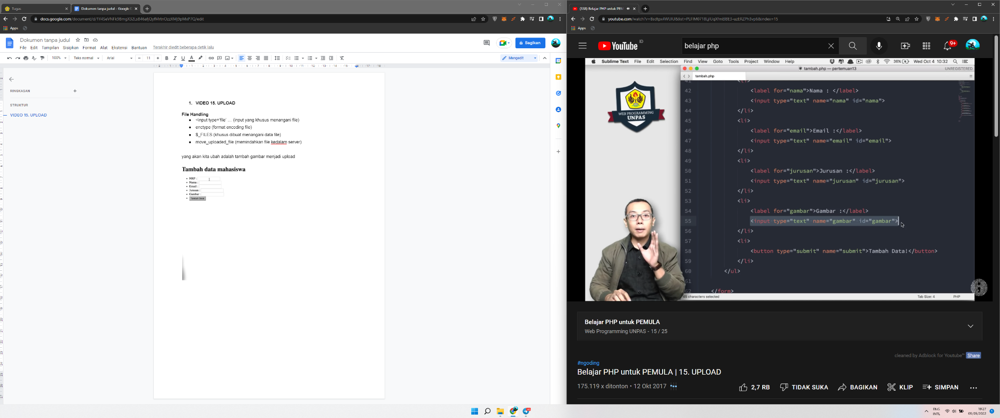 Tugas
Dokumen tanpa judul - Google D
docs.google.com/document/d/1Y4SeVNFk9BmgX32LsB46afjQyfMrtnOzzXMj9pMxP7Q/edit
Apps
Dokumen tanpa judul
File Edit Tampilan Sisipkan Format Alat Ekstensi Bantuan Terakhir diedit beberapa detik lalu
Bagikan
100% Teks normal Arial 11 Mengedit
RINGKASAN
STRUKTUR
VIDEO 15. UPLOAD
1. VIDEO 15. UPLOAD
File Handling
<input type='file' ... (input yang khusus menangani file)
enctype (format encoding file)
$_FILES (khusus dibuat menangani data file)
move_uploaded_file (memindahkan file kedalam server)
yang akan kita ubah adalah tambah gambar menjadi upload
Tambah data mahasiswa
NRP :
Nama :
Email :
Jurusan :
Gambar :
Tambah Data!
(338) Belajar PHP untuk PEM
youtube.com/watch?v=Bsdtpx4WUIU&list=PLFIM0718LjIUqXfmEIBE3-uzERZPh3vp6&index=15
Apps
YouTube ID
belajar php
9+
Sublime Text File Edit Selection Find View Goto Tools Project Window Help
36% Wed Oct 4 10:32
tambah.php — pertemuan13
UNREGISTERED
tambah.php
WEB PROGRAMMING
UNPAS
41 <li>
42 <label for="nama">Nama : </label>
43 <input type="text" name="nama" id="nama">
44 </li>
45 <li>
46 <label for="email">Email :</label>
47 <input type="text" name="email" id="email">
48 </li>
49 <li>
50 <label for="jurusan">Jurusan :</label>
51 <input type="text" name="jurusan" id="jurusan">
52 </li>
53 <li>
54 <label for="gambar">Gambar :</label>
55 <input type="text" name="gambar" id="gambar">
56 </li>
57 <li>
58 <button type="submit" name="submit">Tambah Data!</button>
59 </li>
60 </ul>
61
62 </form>
45 characters selected
Tab Size: 4 PHP
Belajar PHP untuk PEMULA
Web Programming UNPAS - 15 / 25
cleaned by Adblock for Youtube™ Share
#ngoding
Belajar PHP untuk PEMULA | 15. UPLOAD
175.119 x ditonton • 12 Okt 2017
2,7 RB TIDAK SUKA BAGIKAN KLIP SIMPAN
ENG
INTL
19:27
09/05/2022